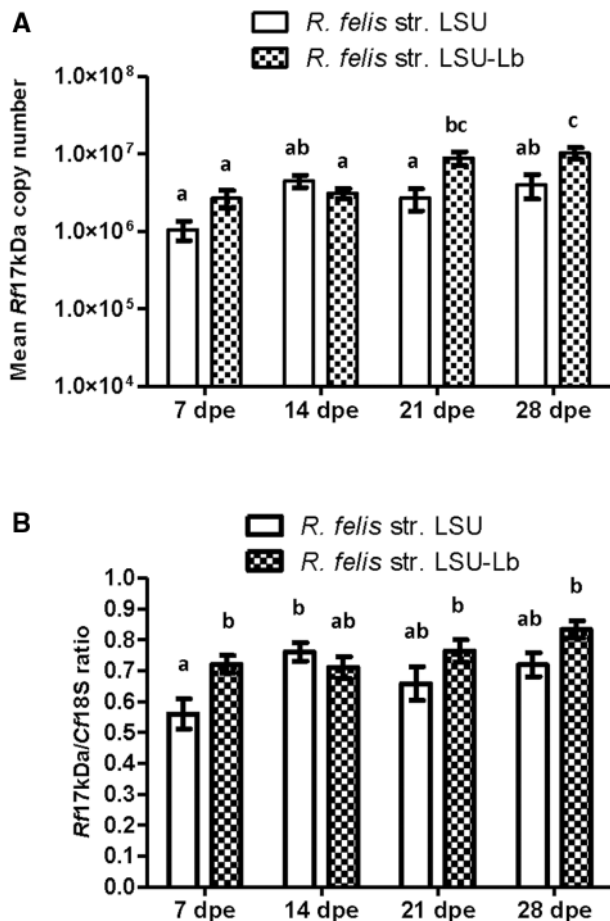 A
R. felis str. LSU
R. felis str. LSU-Lb
Mean Rf17kDa copy number
1.0×10⁸
1.0×10⁷
1.0×10⁶
1.0×10⁵
1.0×10⁴
a a ab a a bc ab c
7 dpe 14 dpe 21 dpe 28 dpe
B
R. felis str. LSU
R. felis str. LSU-Lb
Rf17kDa/Cf18S ratio
1.0
0.9
0.8
0.7
0.6
0.5
0.4
0.3
0.2
0.1
0.0
a b b ab ab b ab b
7 dpe 14 dpe 21 dpe 28 dpe